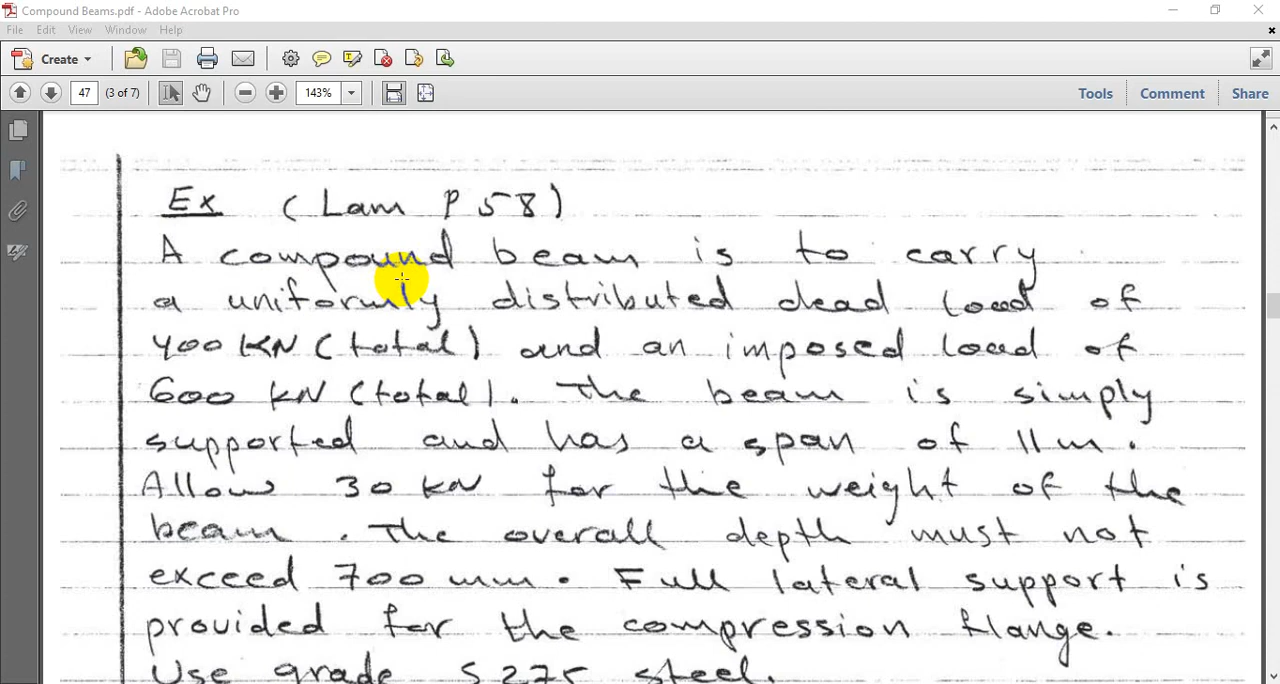 Compound Beams.pdf - Adobe Acrobat Pro
File Edit View Window Help
Create
47 (3 of 7) 143% Tools Comment Share
Ex (Lam P 58)
A compound beam is to carry
a uniformly distributed dead load of
400 KN (total) and an imposed load of
600 KN (total). The beam is simply
supported and has a span of 11m.
Allow 30 KN for the weight of the
beam. The overall depth must not
exceed 700 mm. Full lateral support is
provided for the compression flange.
Use grade S275 steel.